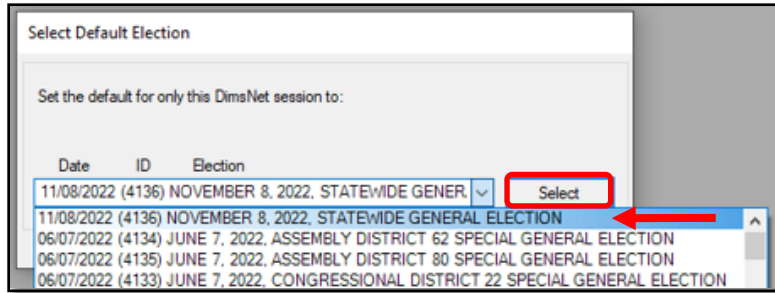 Select Default Election
Set the default for only this DimsNet session to:
Date ID Election
11/08/2022 (4136) NOVEMBER 8, 2022, STATEWIDE GENER. Select
11/08/2022 (4136) NOVEMBER 8, 2022, STATEWIDE GENERAL ELECTION
06/07/2022 (4134) JUNE 7, 2022, ASSEMBLY DISTRICT 62 SPECIAL GENERAL ELECTION
06/07/2022 (4135) JUNE 7, 2022, ASSEMBLY DISTRICT 80 SPECIAL GENERAL ELECTION
06/07/2022 (4133) JUNE 7, 2022, CONGRESSIONAL DISTRICT 22 SPECIAL GENERAL ELECTION